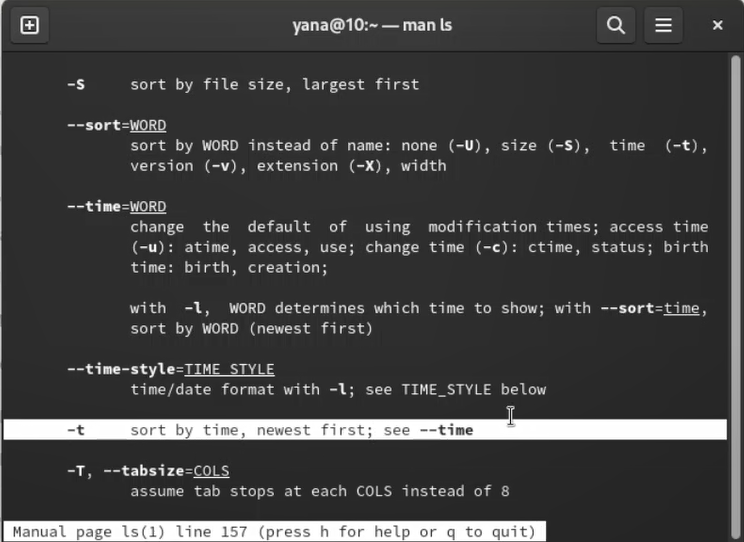 yana@10:~ — man ls
-S sort by file size, largest first
--sort=WORD
sort by WORD instead of name: none (-U), size (-S), time (-t),
version (-v), extension (-X), width
--time=WORD
change the default of using modification times; access time
(-u): atime, access, use; change time (-c): ctime, status; birth
time: birth, creation;
with -l, WORD determines which time to show; with --sort=time,
sort by WORD (newest first)
--time-style=TIME_STYLE
time/date format with -l; see TIME_STYLE below
-t sort by time, newest first; see --time
-T, --tabsize=COLS
assume tab stops at each COLS instead of 8
Manual page ls(1) line 157 (press h for help or q to quit)